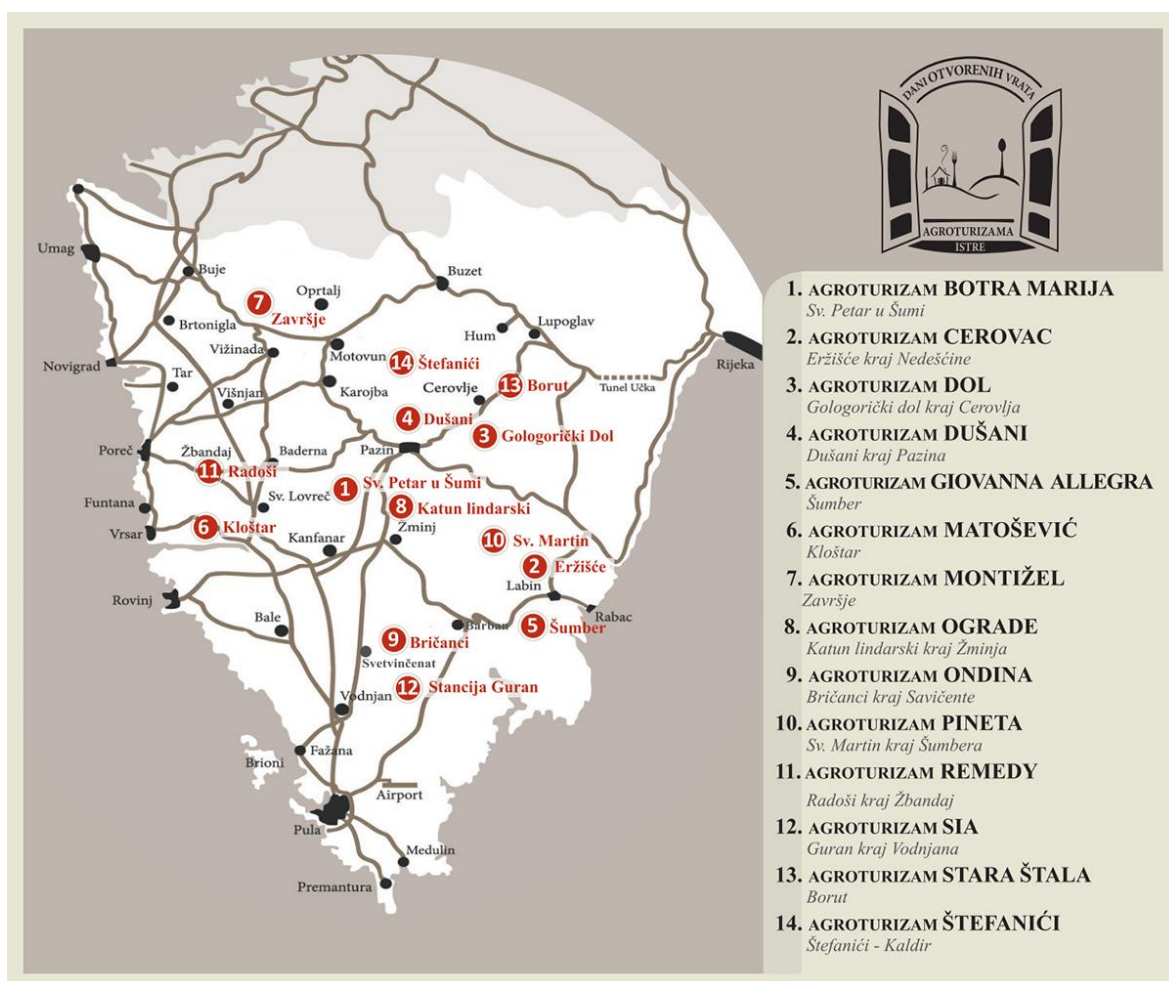 DANI OTVORENIH VRATA
AGROTURIZAMA
ISTRE
Umag
Buje
Buzet
7
Oprtalj
Završje
Brtonigla
Hum
Lupoglav
Vižinada
Motovun
Novigrad
14 Štefanići
Rijeka
Tar
Karojba
Cerovlje
13 Borut
Tunel Učka
Višnjan
4 Dušani
3 Gologorički Dol
Poreč
Žbandaj
Baderna
Pazin
11 Radoši
1 Sv. Petar u Šumi
Funtana
Sv. Lovreč
8 Katun lindarski
Vrsar
6 Kloštar
Kanfanar
Žminj
10 Sv. Martin
2 Eržišće
Labin
Rovinj
Rabac
Bale
Barban
5 Šumber
9 Bričanci
Svetvinčenat
12 Stancija Guran
Vodnjan
Fažana
Brioni
Airport
Pula
Medulin
Premantura
1. AGROTURIZAM BOTRA MARIJA
Sv. Petar u Šumi
2. AGROTURIZAM CEROVAC
Eržišće kraj Nedešćine
3. AGROTURIZAM DOL
Gologorički dol kraj Cerovlja
4. AGROTURIZAM DUŠANI
Dušani kraj Pazina
5. AGROTURIZAM GIOVANNA ALLEGRA
Šumber
6. AGROTURIZAM MATOŠEVIĆ
Kloštar
7. AGROTURIZAM MONTIŽEL
Završje
8. AGROTURIZAM OGRADE
Katun lindarski kraj Žminja
9. AGROTURIZAM ONDINA
Bričanci kraj Savičente
10. AGROTURIZAM PINETA
Sv. Martin kraj Šumbera
11. AGROTURIZAM REMEDY
Radoši kraj Žbandaj
12. AGROTURIZAM SIA
Guran kraj Vodnjana
13. AGROTURIZAM STARA ŠTALA
Borut
14. AGROTURIZAM ŠTEFANIĆI
Štefanići - Kaldir